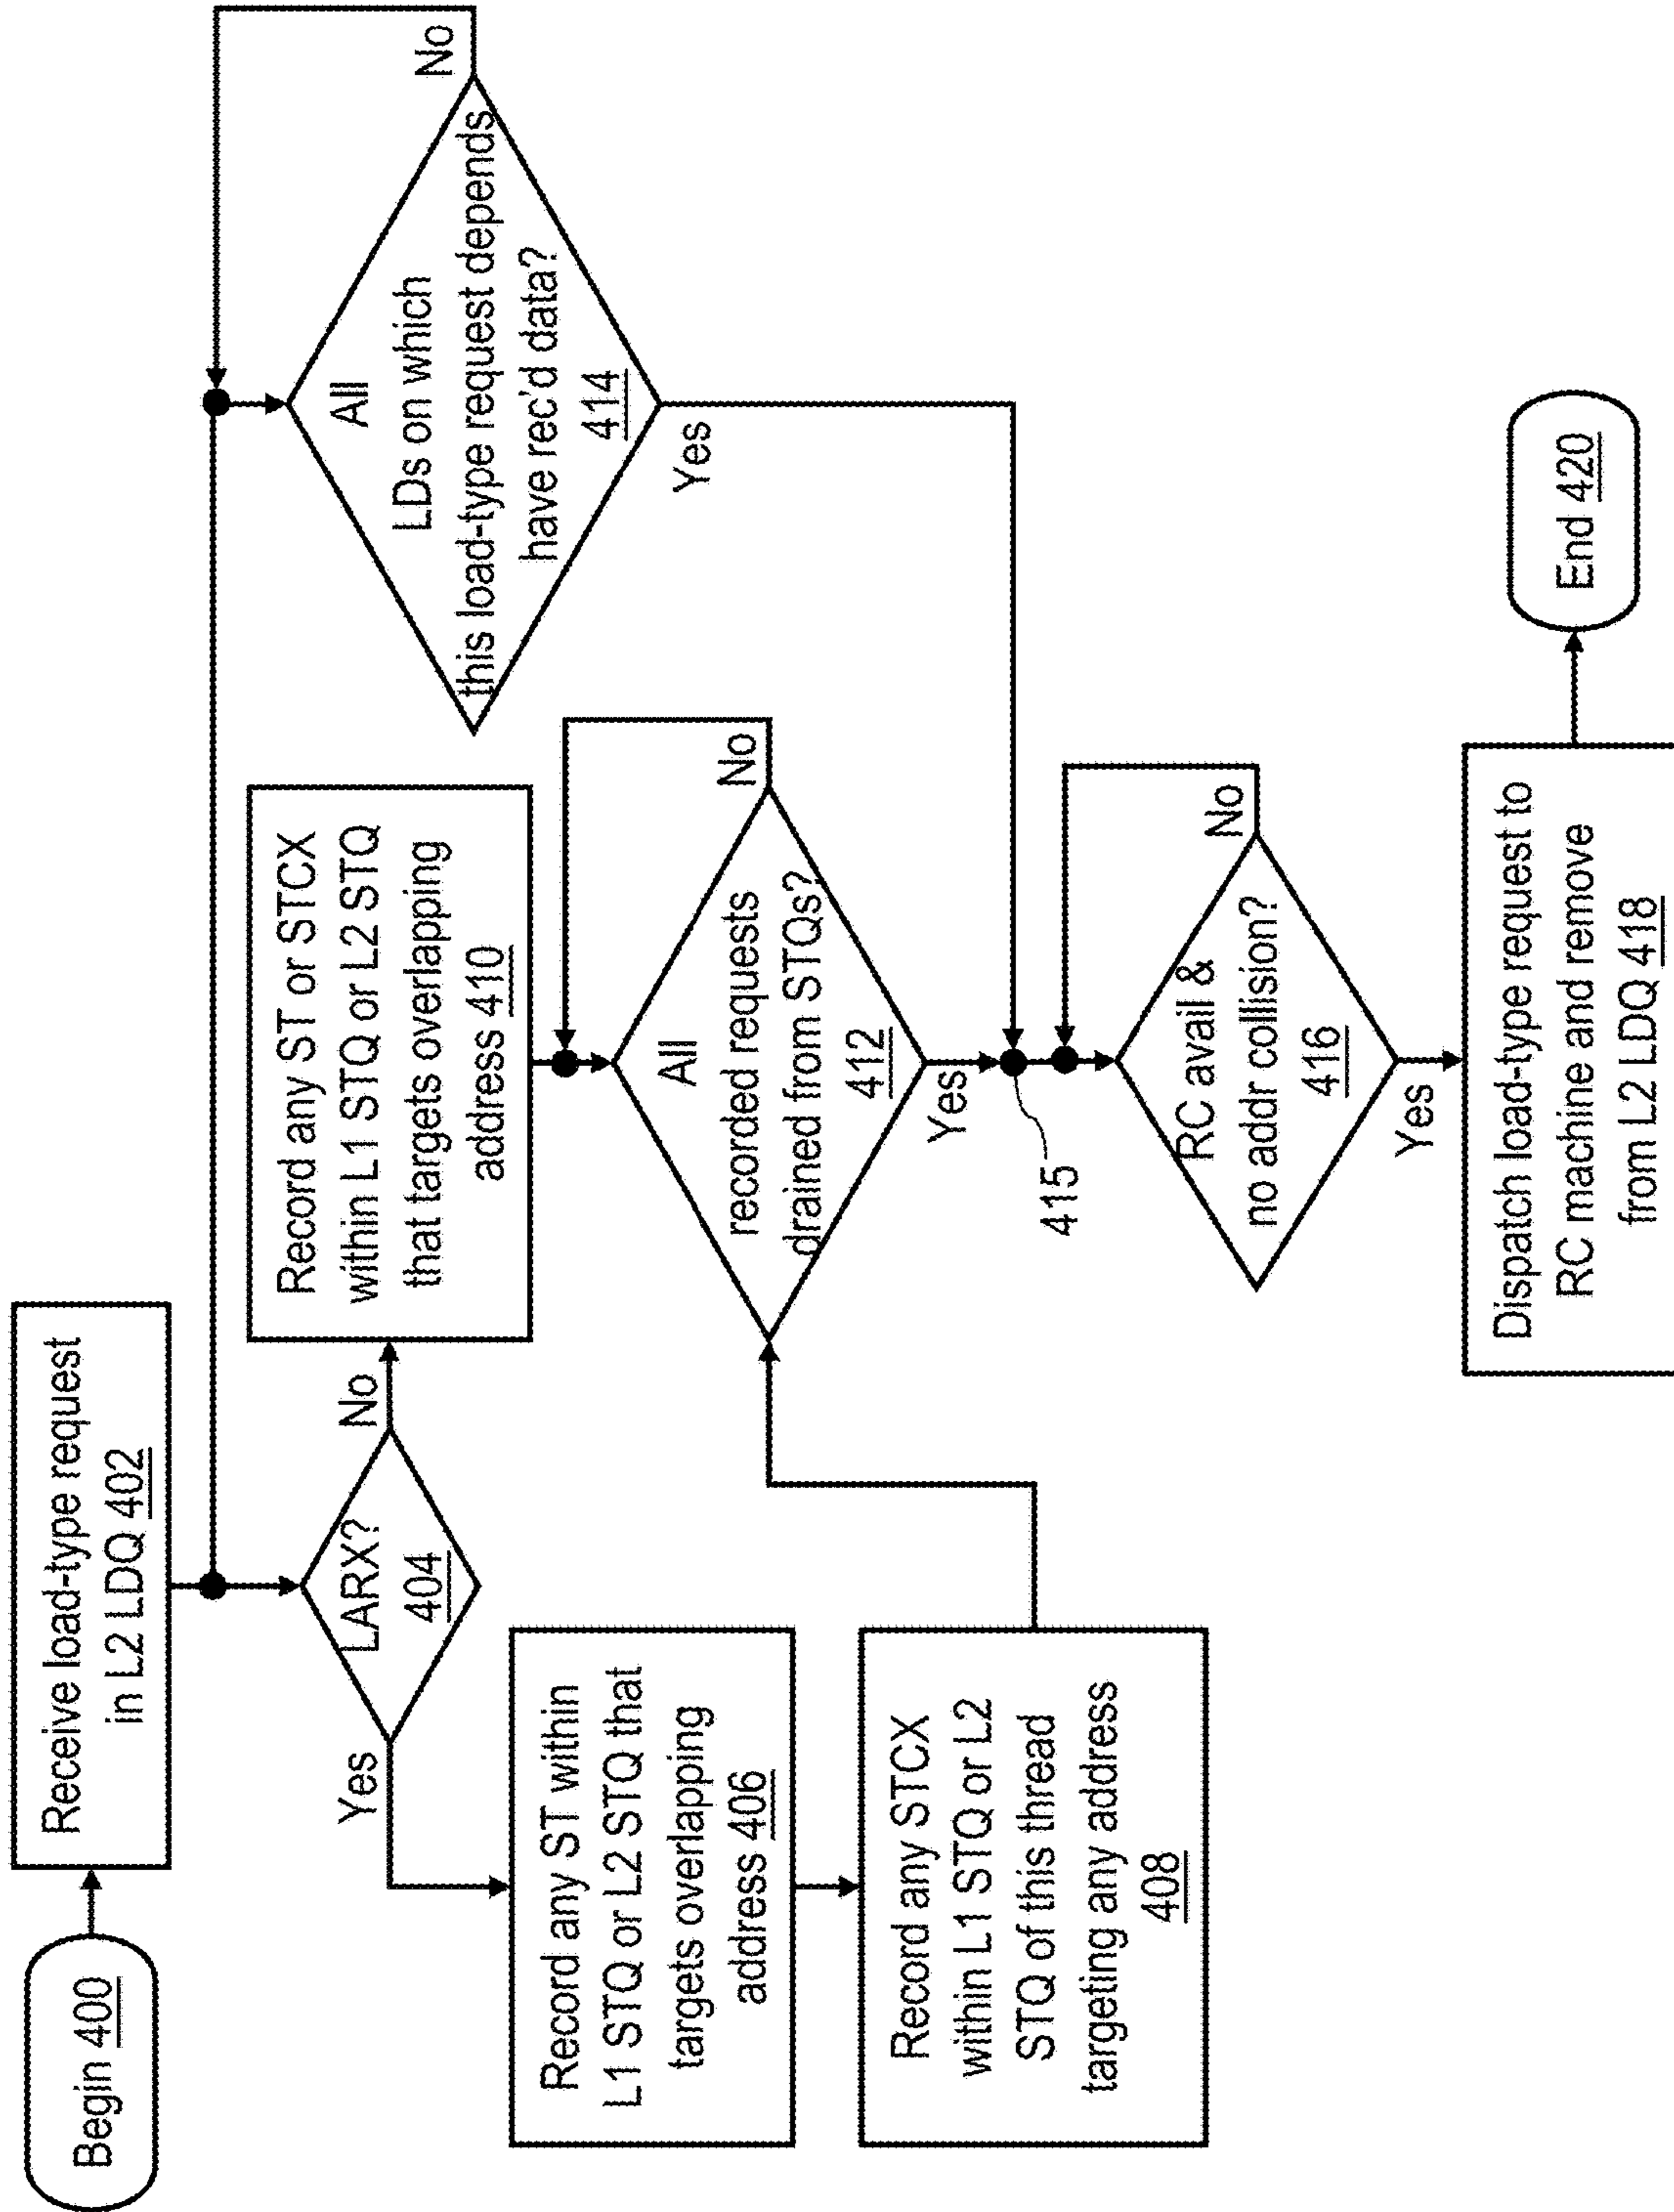 Begin 400
Receive load-type request
in L2 LDQ 402
LARX?
404
Yes
No
Record any ST within
L1 STQ or L2 STQ that
targets overlapping
address 406
Record any STCX
within L1 STQ or L2
STQ of this thread
targeting any address
408
Record any ST or STCX
within L1 STQ or L2 STQ
that targets overlapping
address 410
All
recorded requests
drained from STQs?
412
No
Yes
All
LDs on which
this load-type request depends
have rec'd data?
414
No
Yes
415
RC avail &
no addr collision?
416
No
Yes
Dispatch load-type request to
RC machine and remove
from L2 LDQ 418
End 420